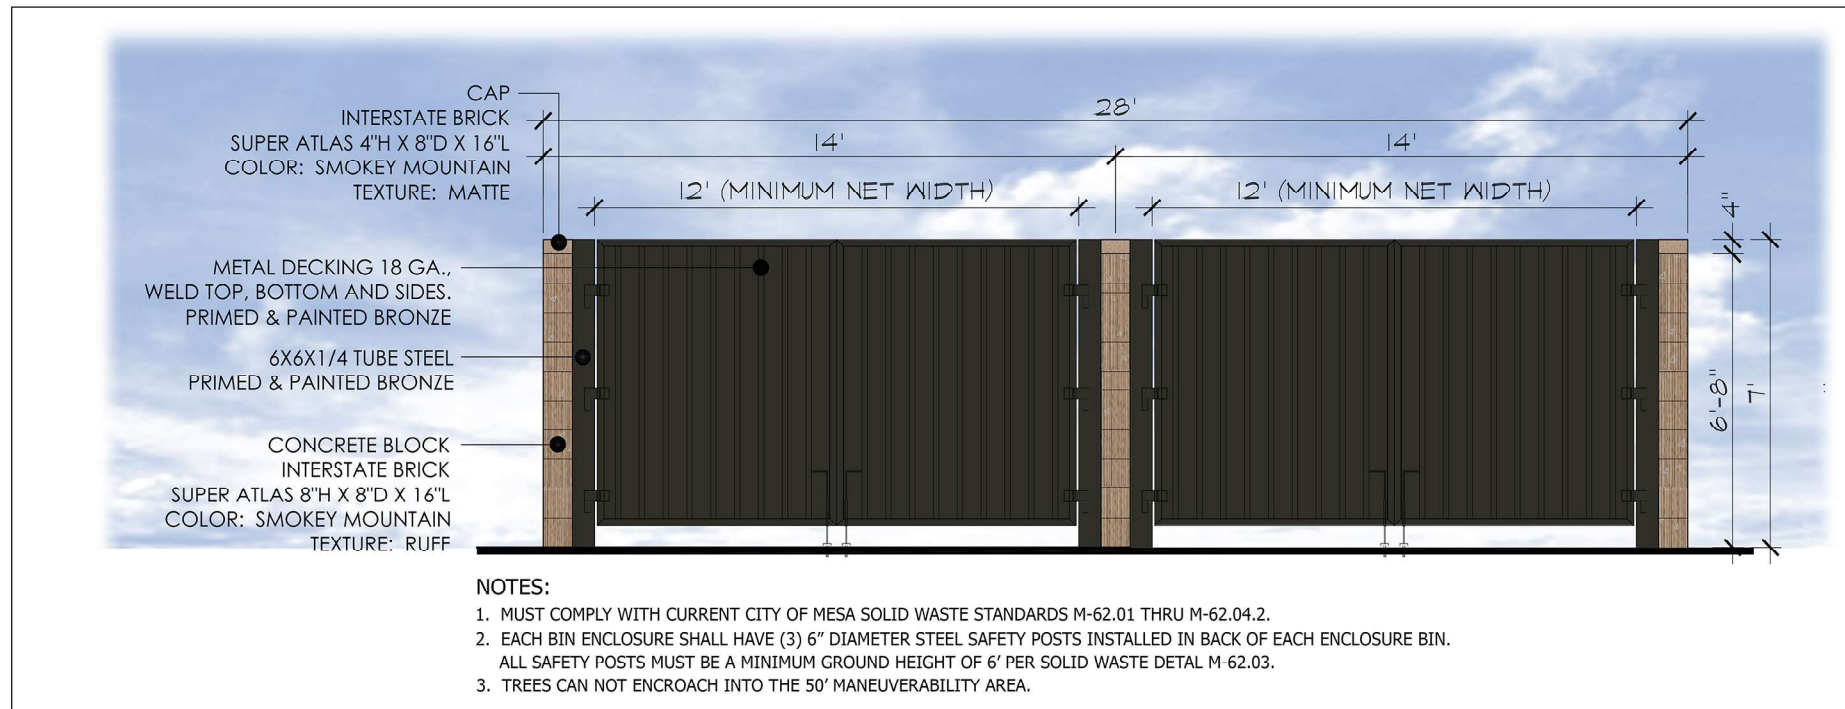 CAP
INTERSTATE BRICK
SUPER ATLAS 4"H X 8"D X 16"L
COLOR: SMOKEY MOUNTAIN
TEXTURE: MATTE
METAL DECKING 18 GA.,
WELD TOP, BOTTOM AND SIDES.
PRIMED & PAINTED BRONZE
6X6X1/4 TUBE STEEL
PRIMED & PAINTED BRONZE
CONCRETE BLOCK
INTERSTATE BRICK
SUPER ATLAS 8"H X 8"D X 16"L
COLOR: SMOKEY MOUNTAIN
TEXTURE: RUFF
28'
14'
14'
12' (MINIMUM NET WIDTH)
12' (MINIMUM NET WIDTH)
4"
6'-8"
7'
NOTES:
1. MUST COMPLY WITH CURRENT CITY OF MESA SOLID WASTE STANDARDS M-62.01 THRU M-62.04.2.
2. EACH BIN ENCLOSURE SHALL HAVE (3) 6" DIAMETER STEEL SAFETY POSTS INSTALLED IN BACK OF EACH ENCLOSURE BIN.
ALL SAFETY POSTS MUST BE A MINIMUM GROUND HEIGHT OF 6' PER SOLID WASTE DETAL M-62.03.
3. TREES CAN NOT ENCROACH INTO THE 50' MANEUVERABILITY AREA.